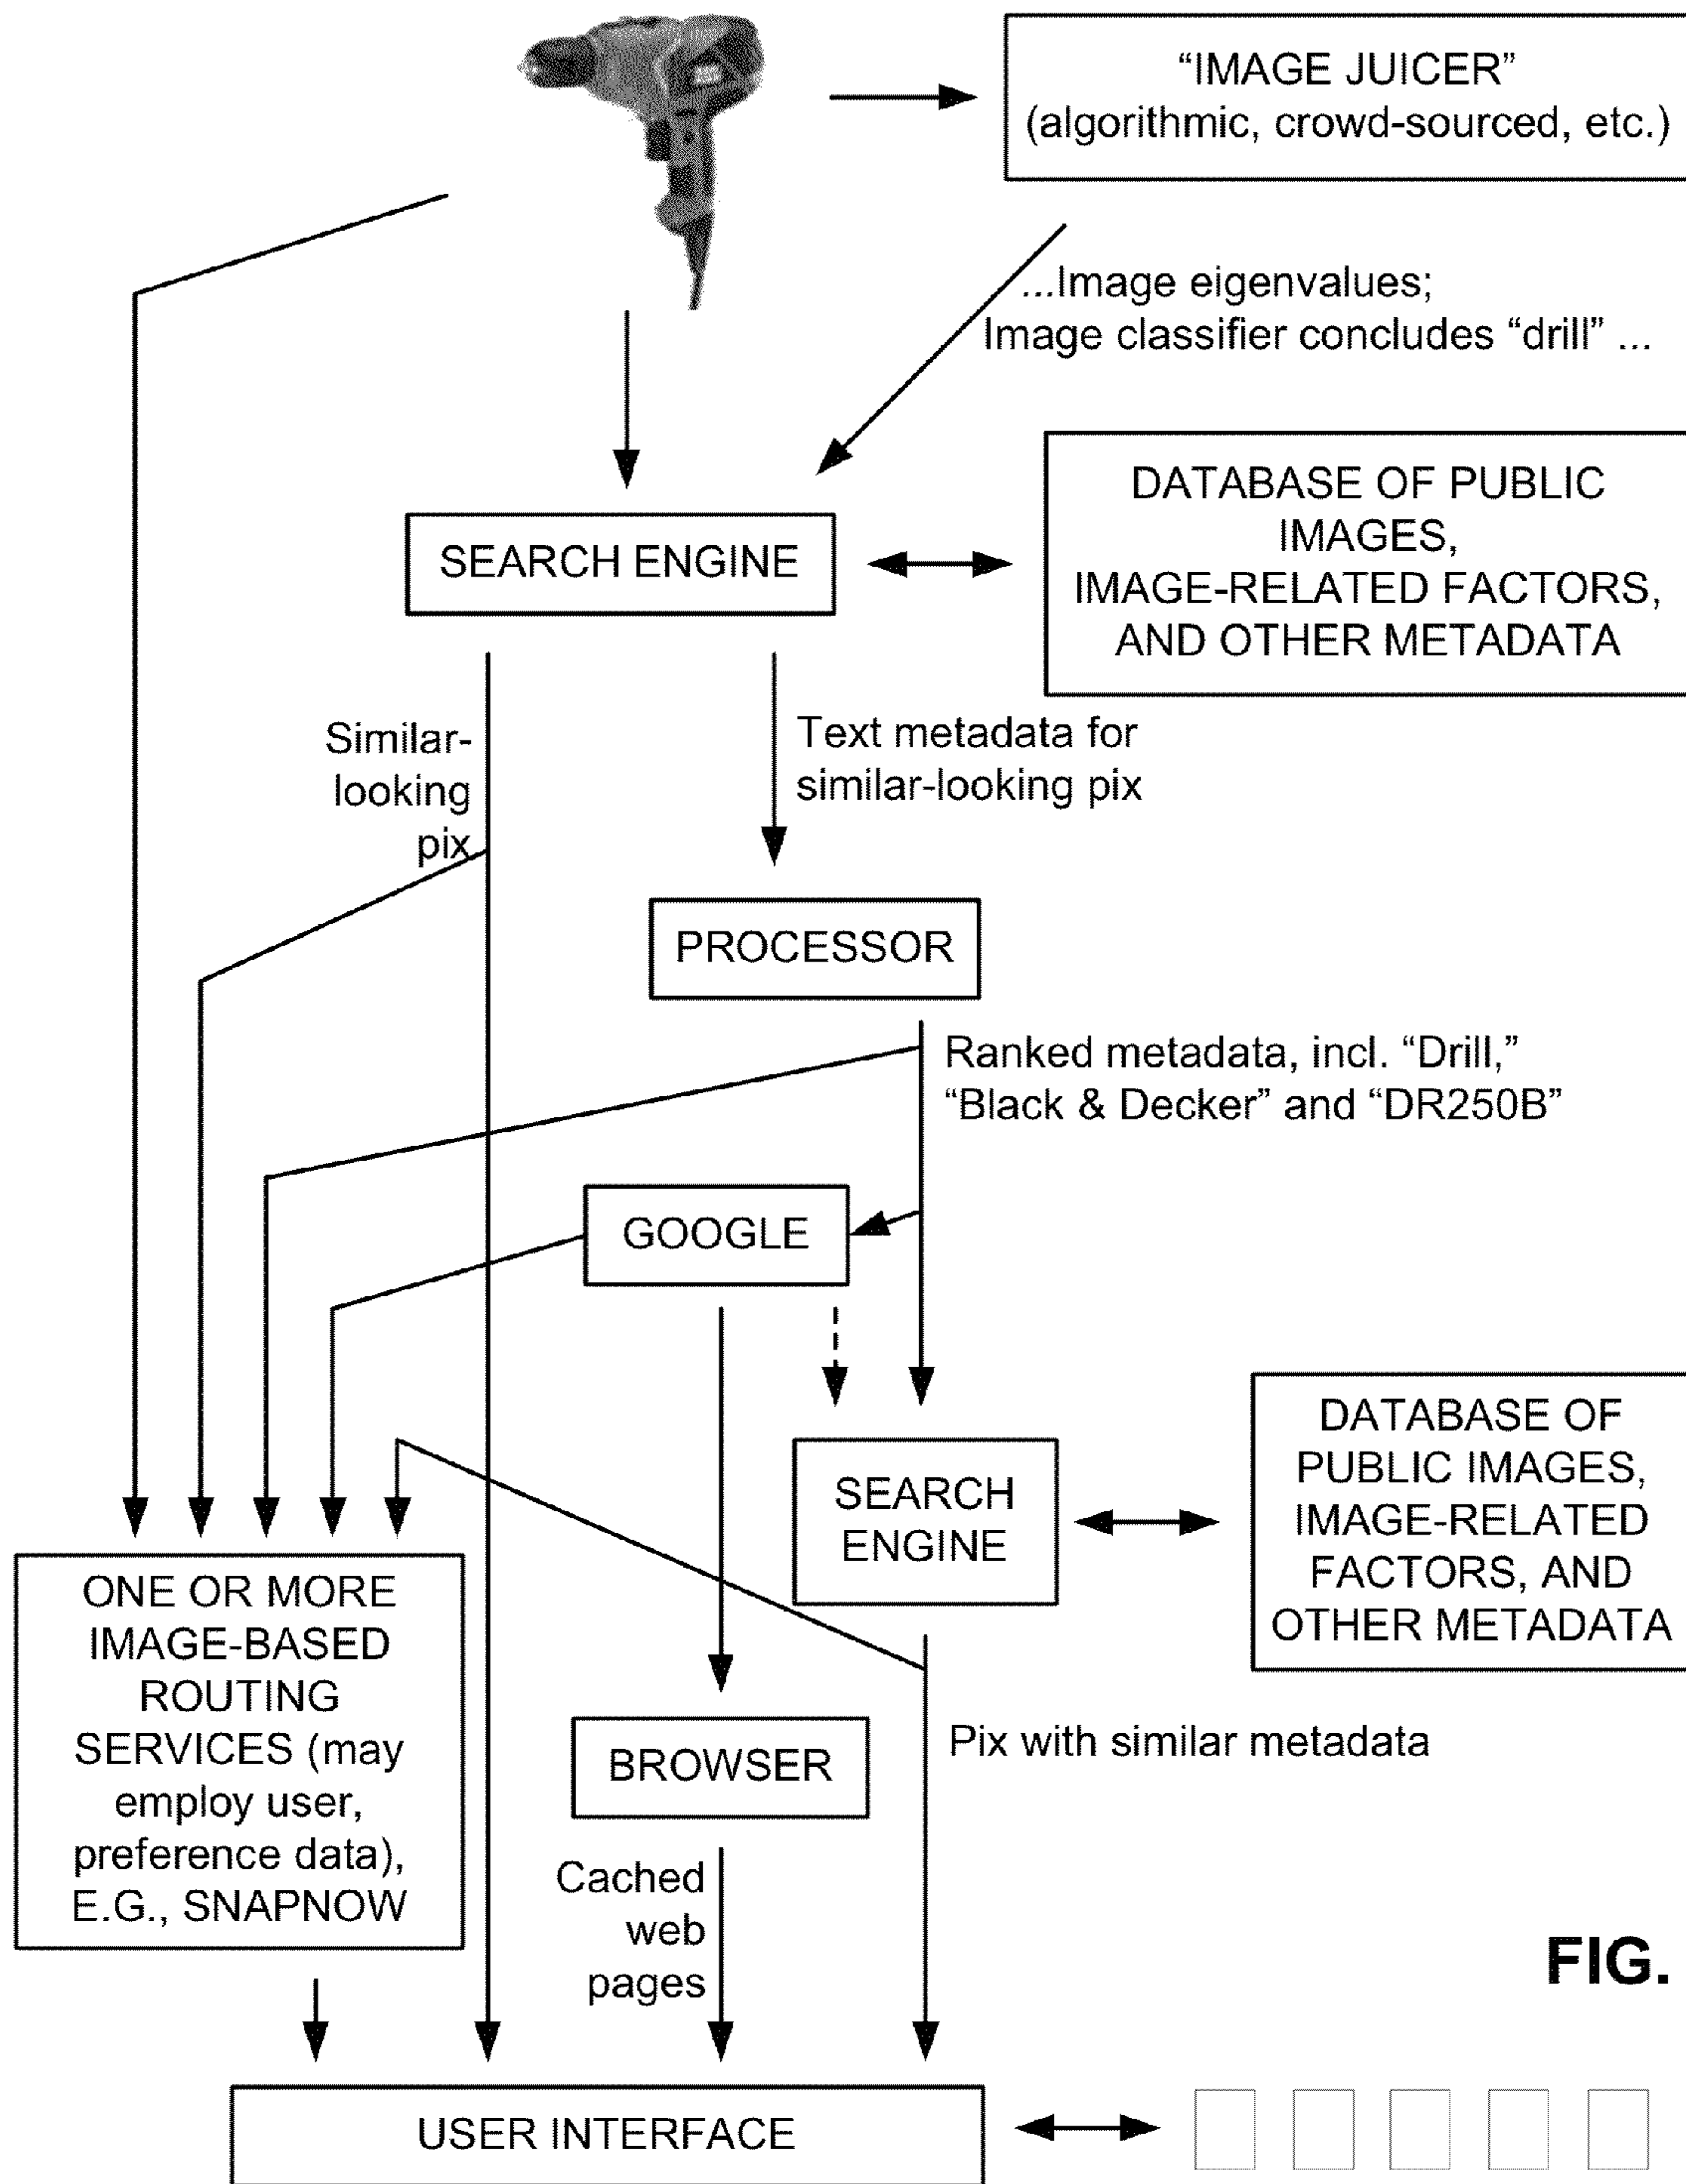 “IMAGE JUICER”
(algorithmic, crowd-sourced, etc.)
...Image eigenvalues;
Image classifier concludes “drill” ...
SEARCH ENGINE
DATABASE OF PUBLIC
IMAGES,
IMAGE-RELATED FACTORS,
AND OTHER METADATA
Similar-
looking
pix
Text metadata for
similar-looking pix
PROCESSOR
Ranked metadata, incl. “Drill,”
“Black & Decker” and “DR250B”
GOOGLE
SEARCH
ENGINE
DATABASE OF
PUBLIC IMAGES,
IMAGE-RELATED
FACTORS, AND
OTHER METADATA
ONE OR MORE
IMAGE-BASED
ROUTING
SERVICES (may
employ user,
preference data),
E.G., SNAPNOW
BROWSER
Pix with similar metadata
Cached
web
pages
FIG.
USER INTERFACE